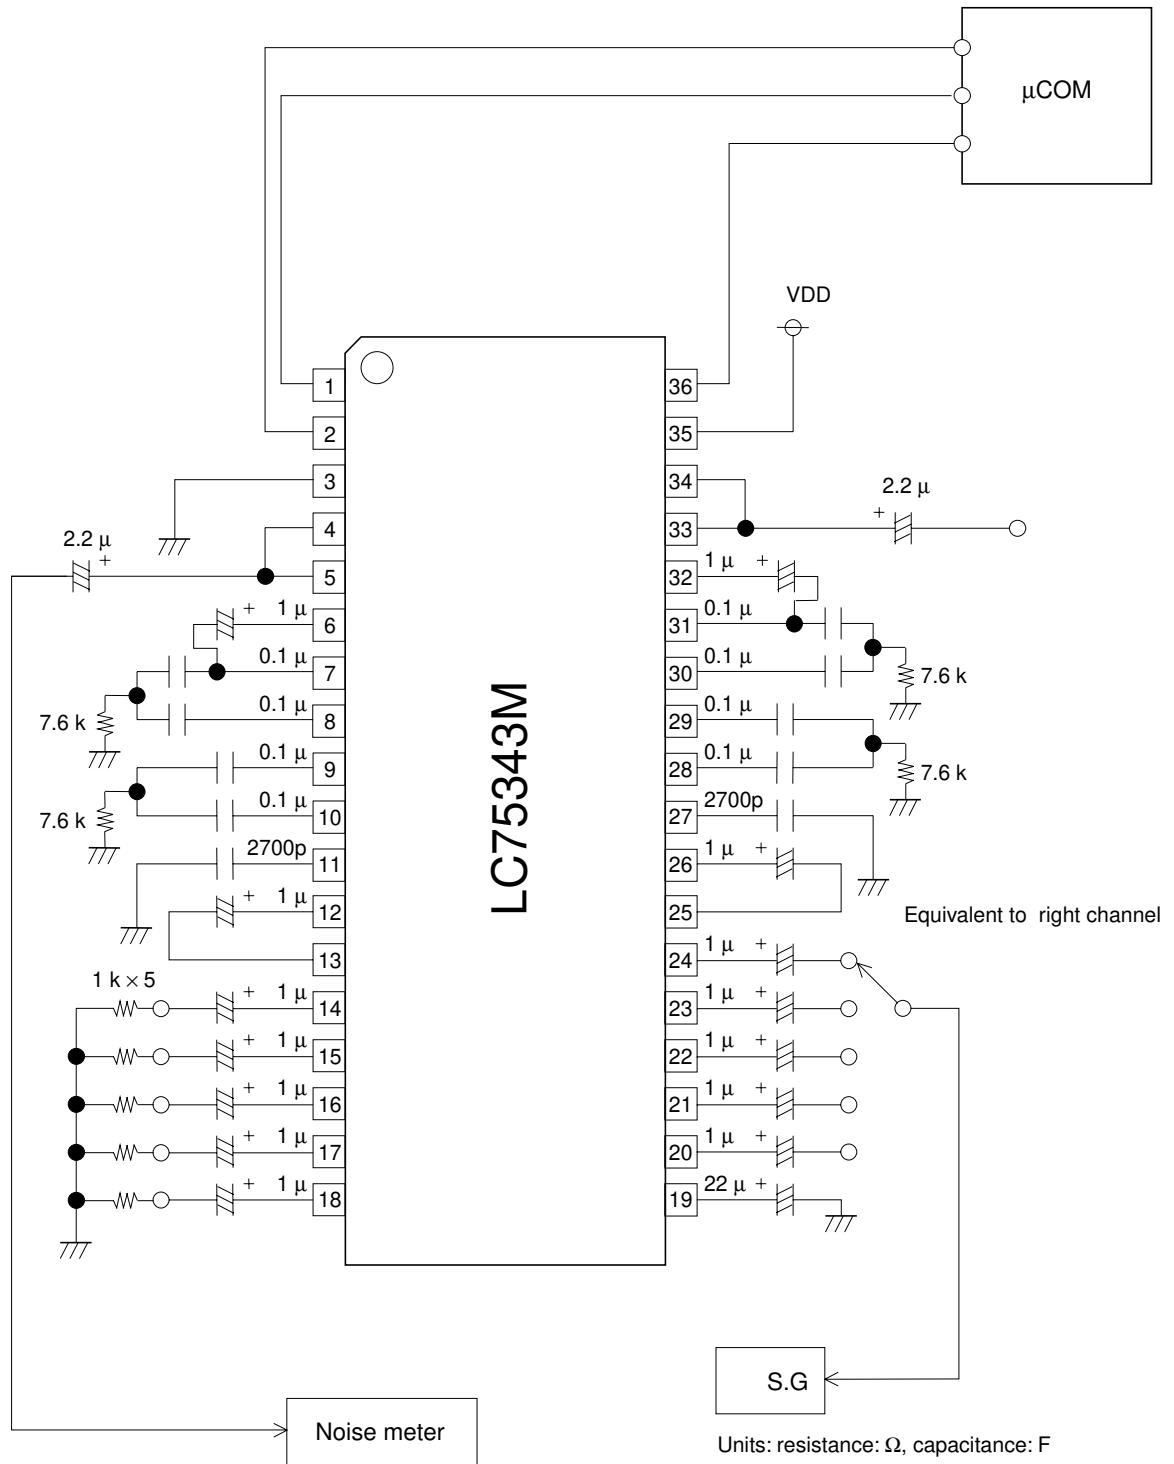 μCOM
VDD
1
36
2
35
3
34
2.2 μ
+
4
33
2.2 μ
+
5
1 μ +
32
+ 1 μ
6
0.1 μ
31
0.1 μ
7
0.1 μ
30
7.6 k
7.6 k
0.1 μ
8
0.1 μ
29
0.1 μ
9
0.1 μ
28
7.6 k
7.6 k
0.1 μ
10
2700p
27
2700p
11
1 μ +
26
+ 1 μ
12
25
Equivalent to right channel
13
1 μ +
24
1 k × 5
+ 1 μ
14
1 μ +
23
+ 1 μ
15
1 μ +
22
+ 1 μ
16
1 μ +
21
+ 1 μ
17
1 μ +
20
+ 1 μ
18
22 μ +
19
LC75343M
S.G
Noise meter
Units: resistance: Ω, capacitance: F